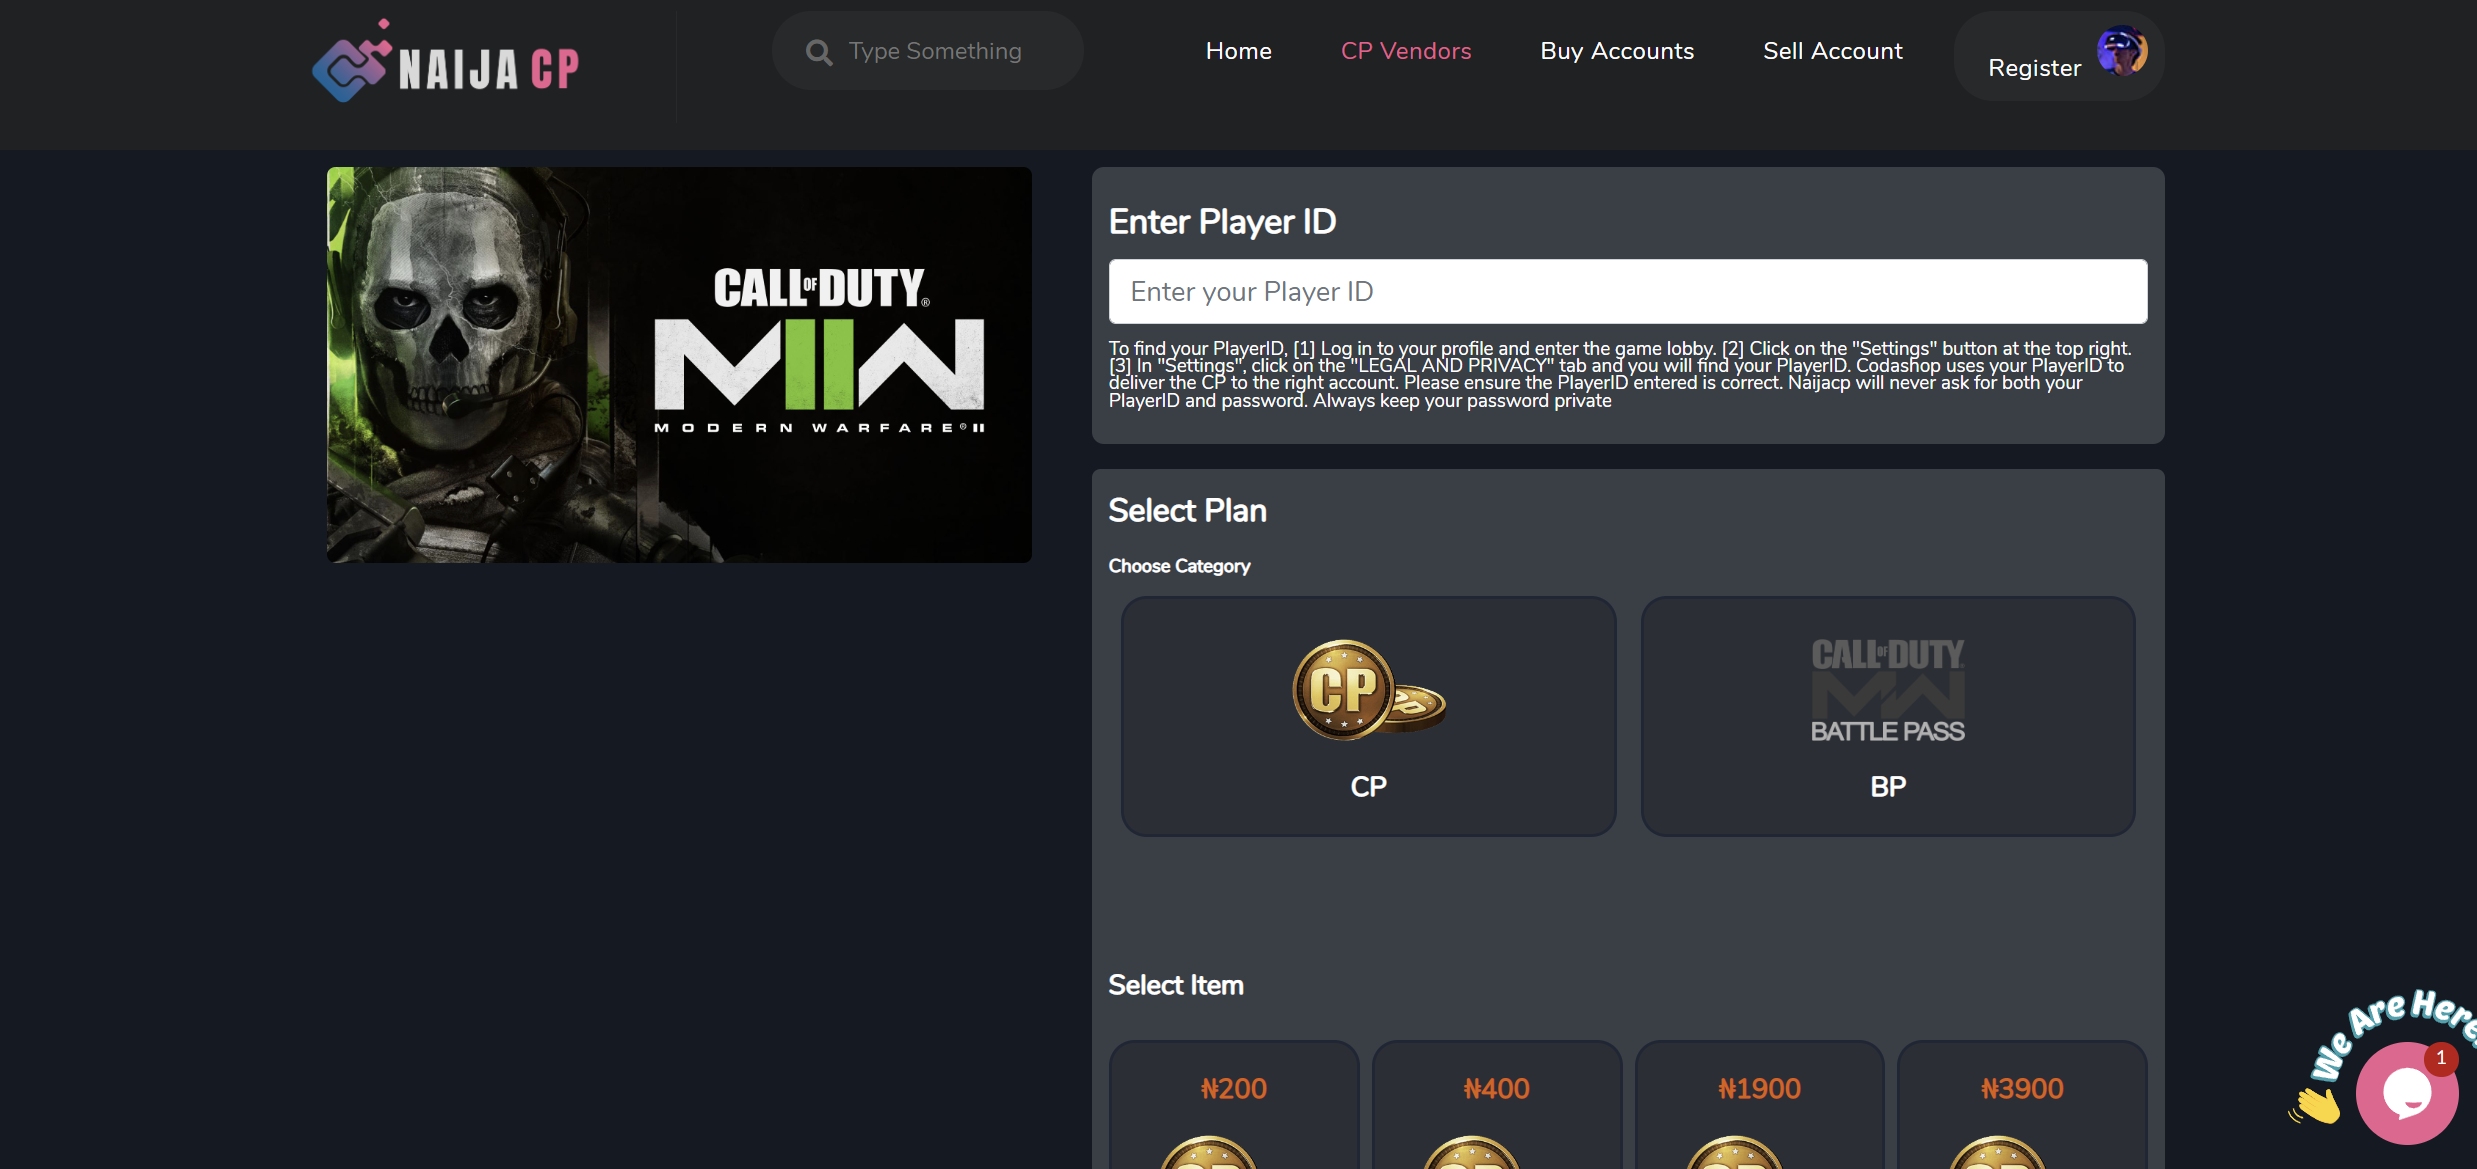 NAIJA CP
Type Something
Home
CP Vendors
Buy Accounts
Sell Account
Register
CALL OF DUTY®
MIIW
MODERN WARFARE® II
Enter Player ID
Enter your Player ID
To find your PlayerID, [1] Log in to your profile and enter the game lobby. [2] Click on the "Settings" button at the top right.
[3] In "Settings", click on the "LEGAL AND PRIVACY" tab and you will find your PlayerID. Codashop uses your PlayerID to
deliver the CP to the right account. Please ensure the PlayerID entered is correct. Naijacp will never ask for both your
PlayerID and password. Always keep your password private
Select Plan
Choose Category
CP
CP
CP
CALL OF DUTY
MW
BATTLE PASS
BP
Select Item
₦200
₦400
₦1900
₦3900
We Are Here!
1